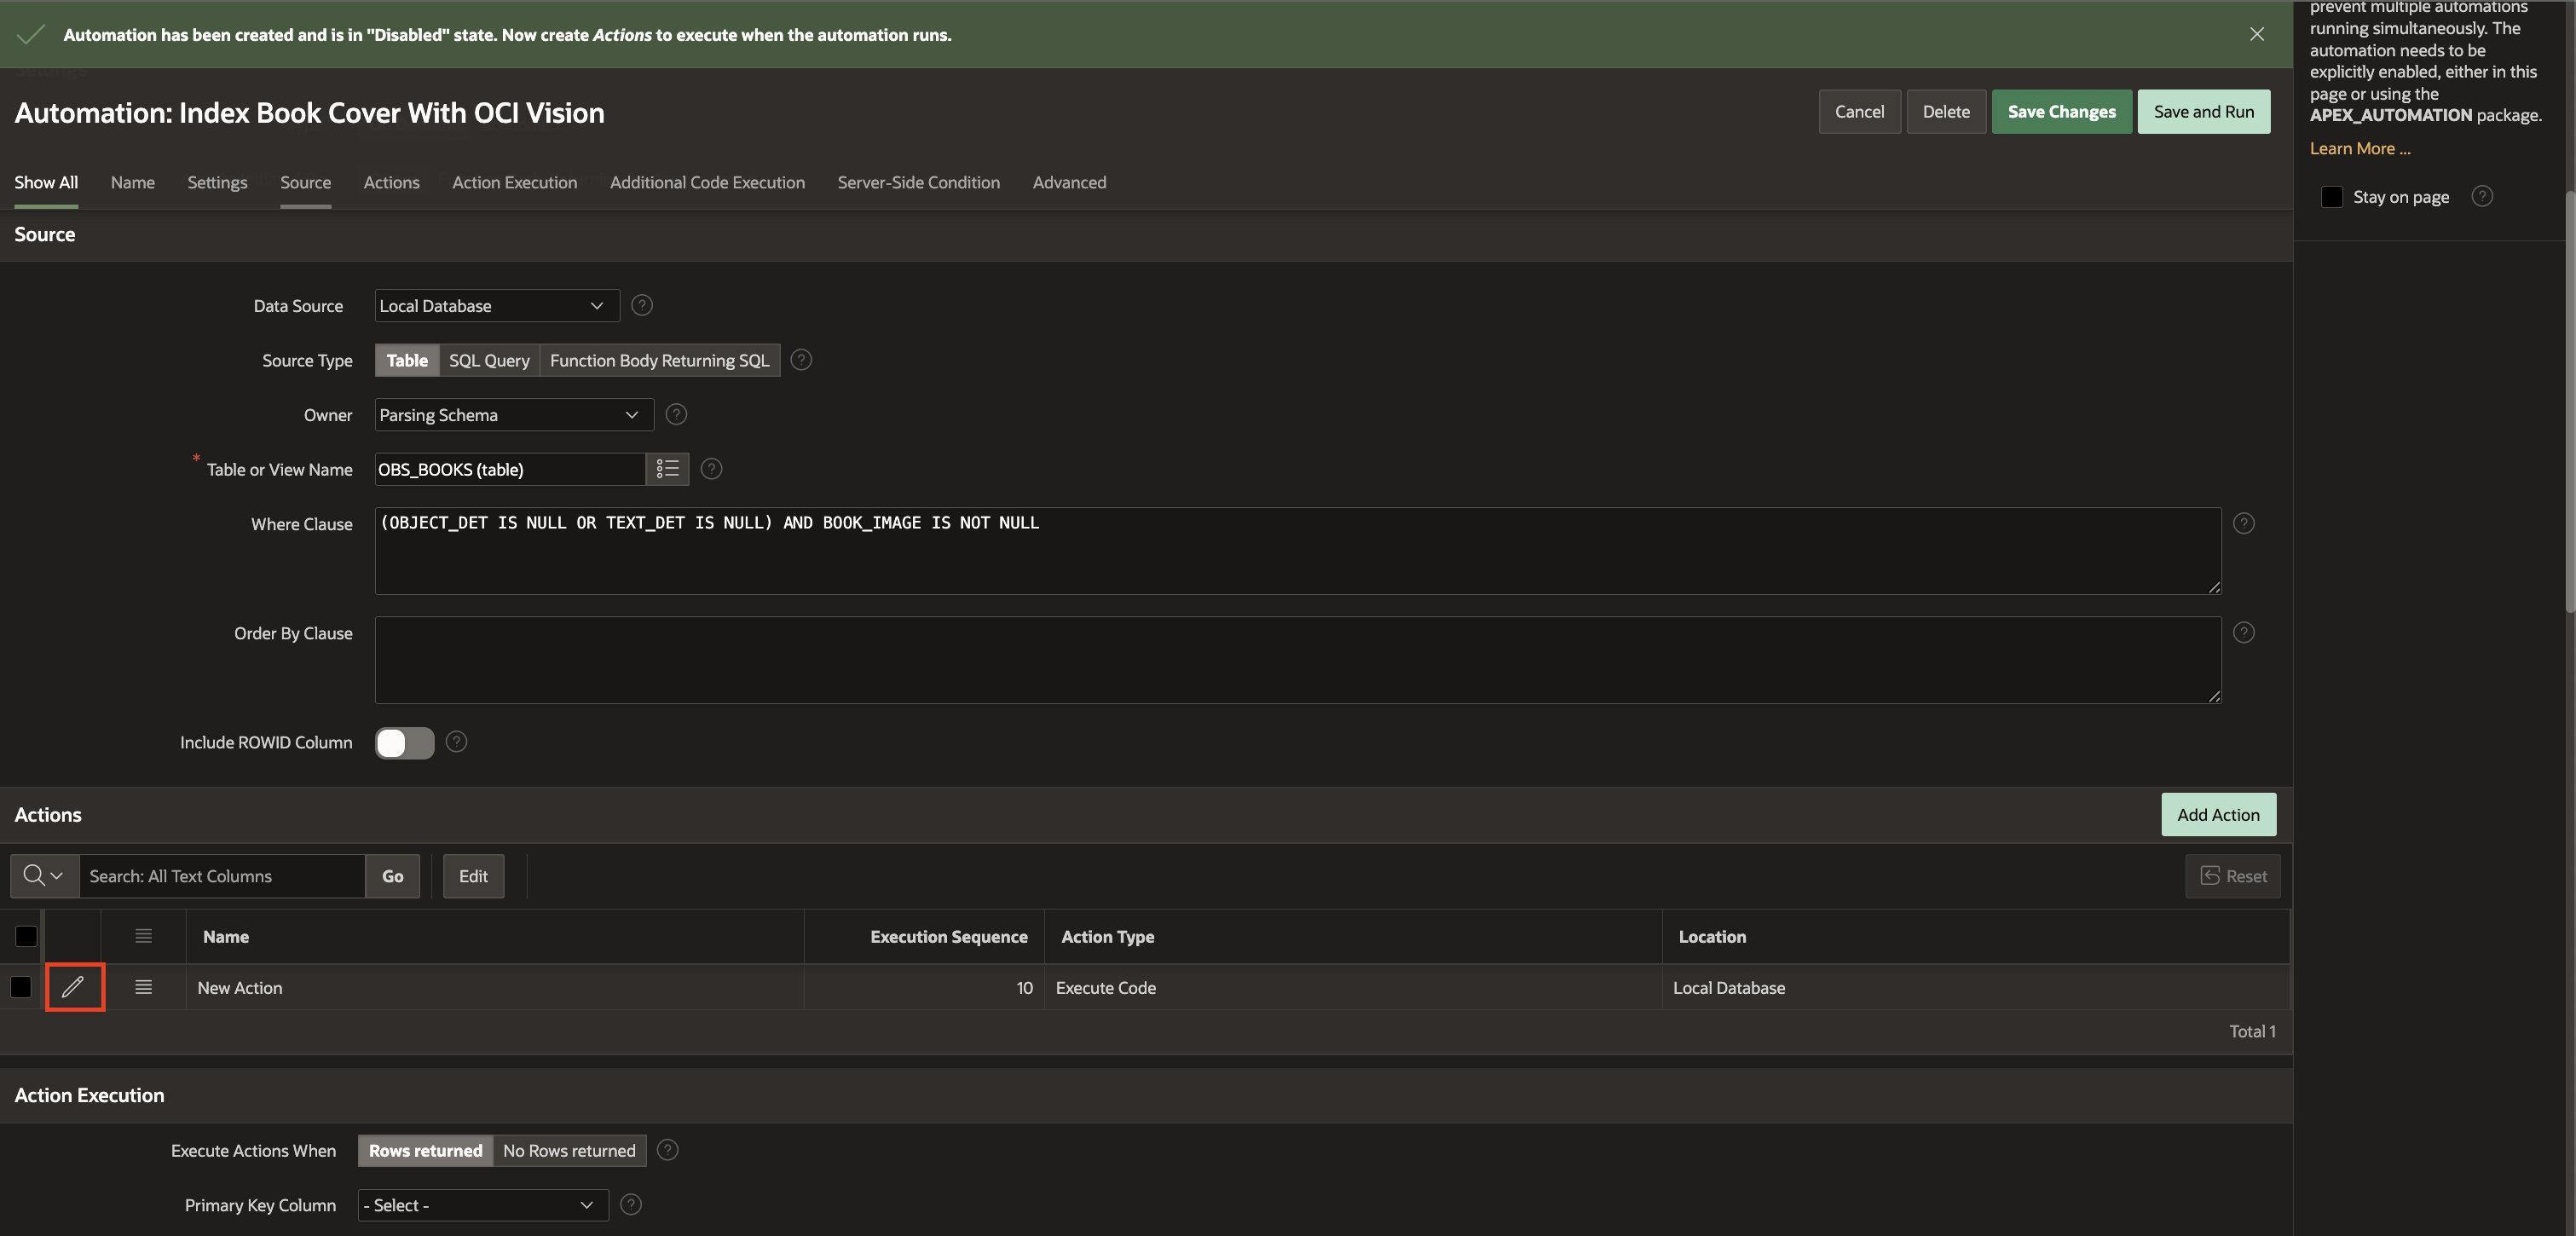 Automation has been created and is in "Disabled" state. Now create Actions to execute when the automation runs.
Automation: Index Book Cover With OCI Vision
Cancel
Delete
Save Changes
Save and Run
Show All
Name
Settings
Source
Actions
Action Execution
Additional Code Execution
Server-Side Condition
Advanced
Source
Data Source
Local Database
Source Type
Table
SQL Query
Function Body Returning SQL
Owner
Parsing Schema
* Table or View Name
OBS_BOOKS (table)
Where Clause
(OBJECT_DET IS NULL OR TEXT_DET IS NULL) AND BOOK_IMAGE IS NOT NULL
Order By Clause
Include ROWID Column
Actions
Add Action
Search: All Text Columns
Go
Edit
Reset
Name
Execution Sequence
Action Type
Location
New Action
10
Execute Code
Local Database
Total 1
Action Execution
Execute Actions When
Rows returned
No Rows returned
Primary Key Column
- Select -
prevent multiple automations
running simultaneously. The
automation needs to be
explicitly enabled, either in this
page or using the
APEX_AUTOMATION package.
Learn More ...
Stay on page